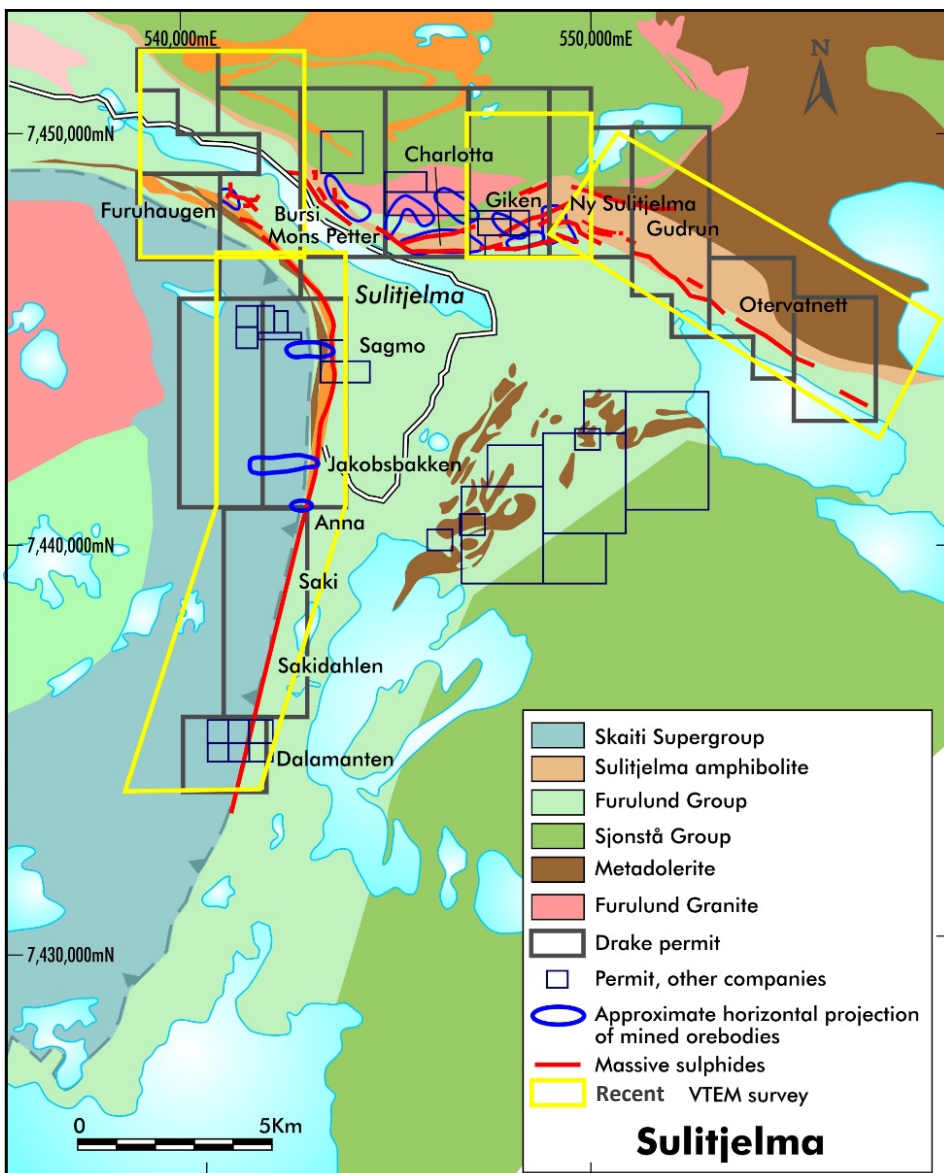 540,000mE
550,000mE
N
7,450,000mN
Charlotta
Furuhaugen
Bursi
Giken
Ny Sulitjelma
Mons Petter
Gudrun
Sulitjelma
Otervatnett
Sagmo
Jakobsbakken
Anna
7,440,000mN
Saki
Sakidahlen
Dalamanten
7,430,000mN
Skaiti Supergroup
Sulitjelma amphibolite
Furulund Group
Sjonstå Group
Metadolerite
Furulund Granite
Drake permit
Permit, other companies
Approximate horizontal projection
of mined orebodies
Massive sulphides
Recent VTEM survey
0 5Km
Sulitjelma